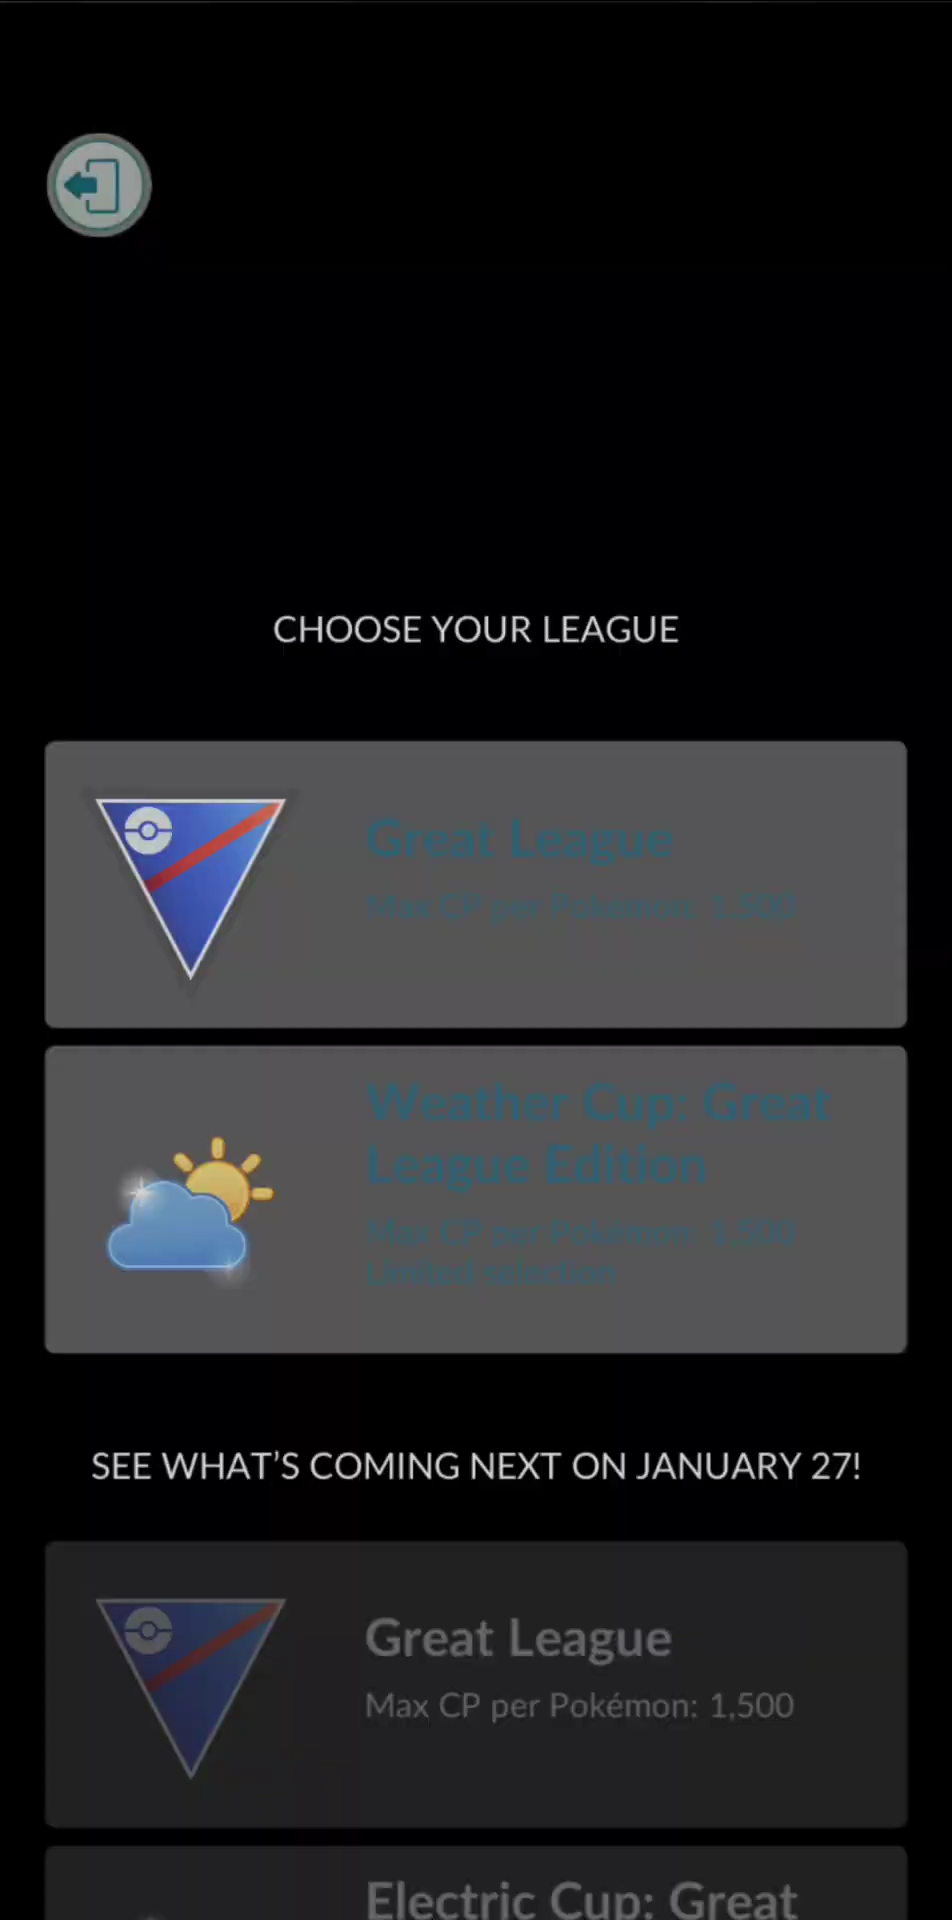 CHOOSE YOUR LEAGUE
Great League
Max CP per Pokémon: 1,500
Weather Cup: Great
League Edition
Max CP per Pokémon: 1,500
Limited selection
SEE WHAT’S COMING NEXT ON JANUARY 27!
Great League
Max CP per Pokémon: 1,500
Electric Cup: Great